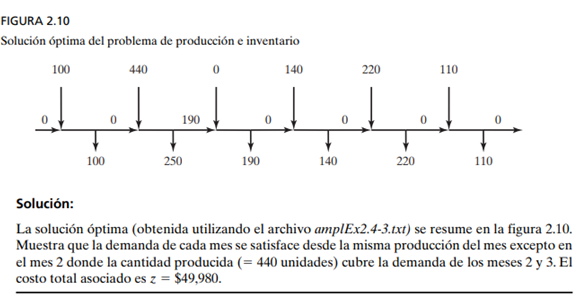 FIGURA 2.10
Solución óptima del problema de producción e inventario
100 440 0 140 220 110
0 0 190 0 0 0 0
100 250 190 140 220 110
Solución:
La solución óptima (obtenida utilizando el archivo amplEx2.4-3.txt) se resume en la figura 2.10.
Muestra que la demanda de cada mes se satisface desde la misma producción del mes excepto en
el mes 2 donde la cantidad producida (= 440 unidades) cubre la demanda de los meses 2 y 3. El
costo total asociado es z = $49,980.